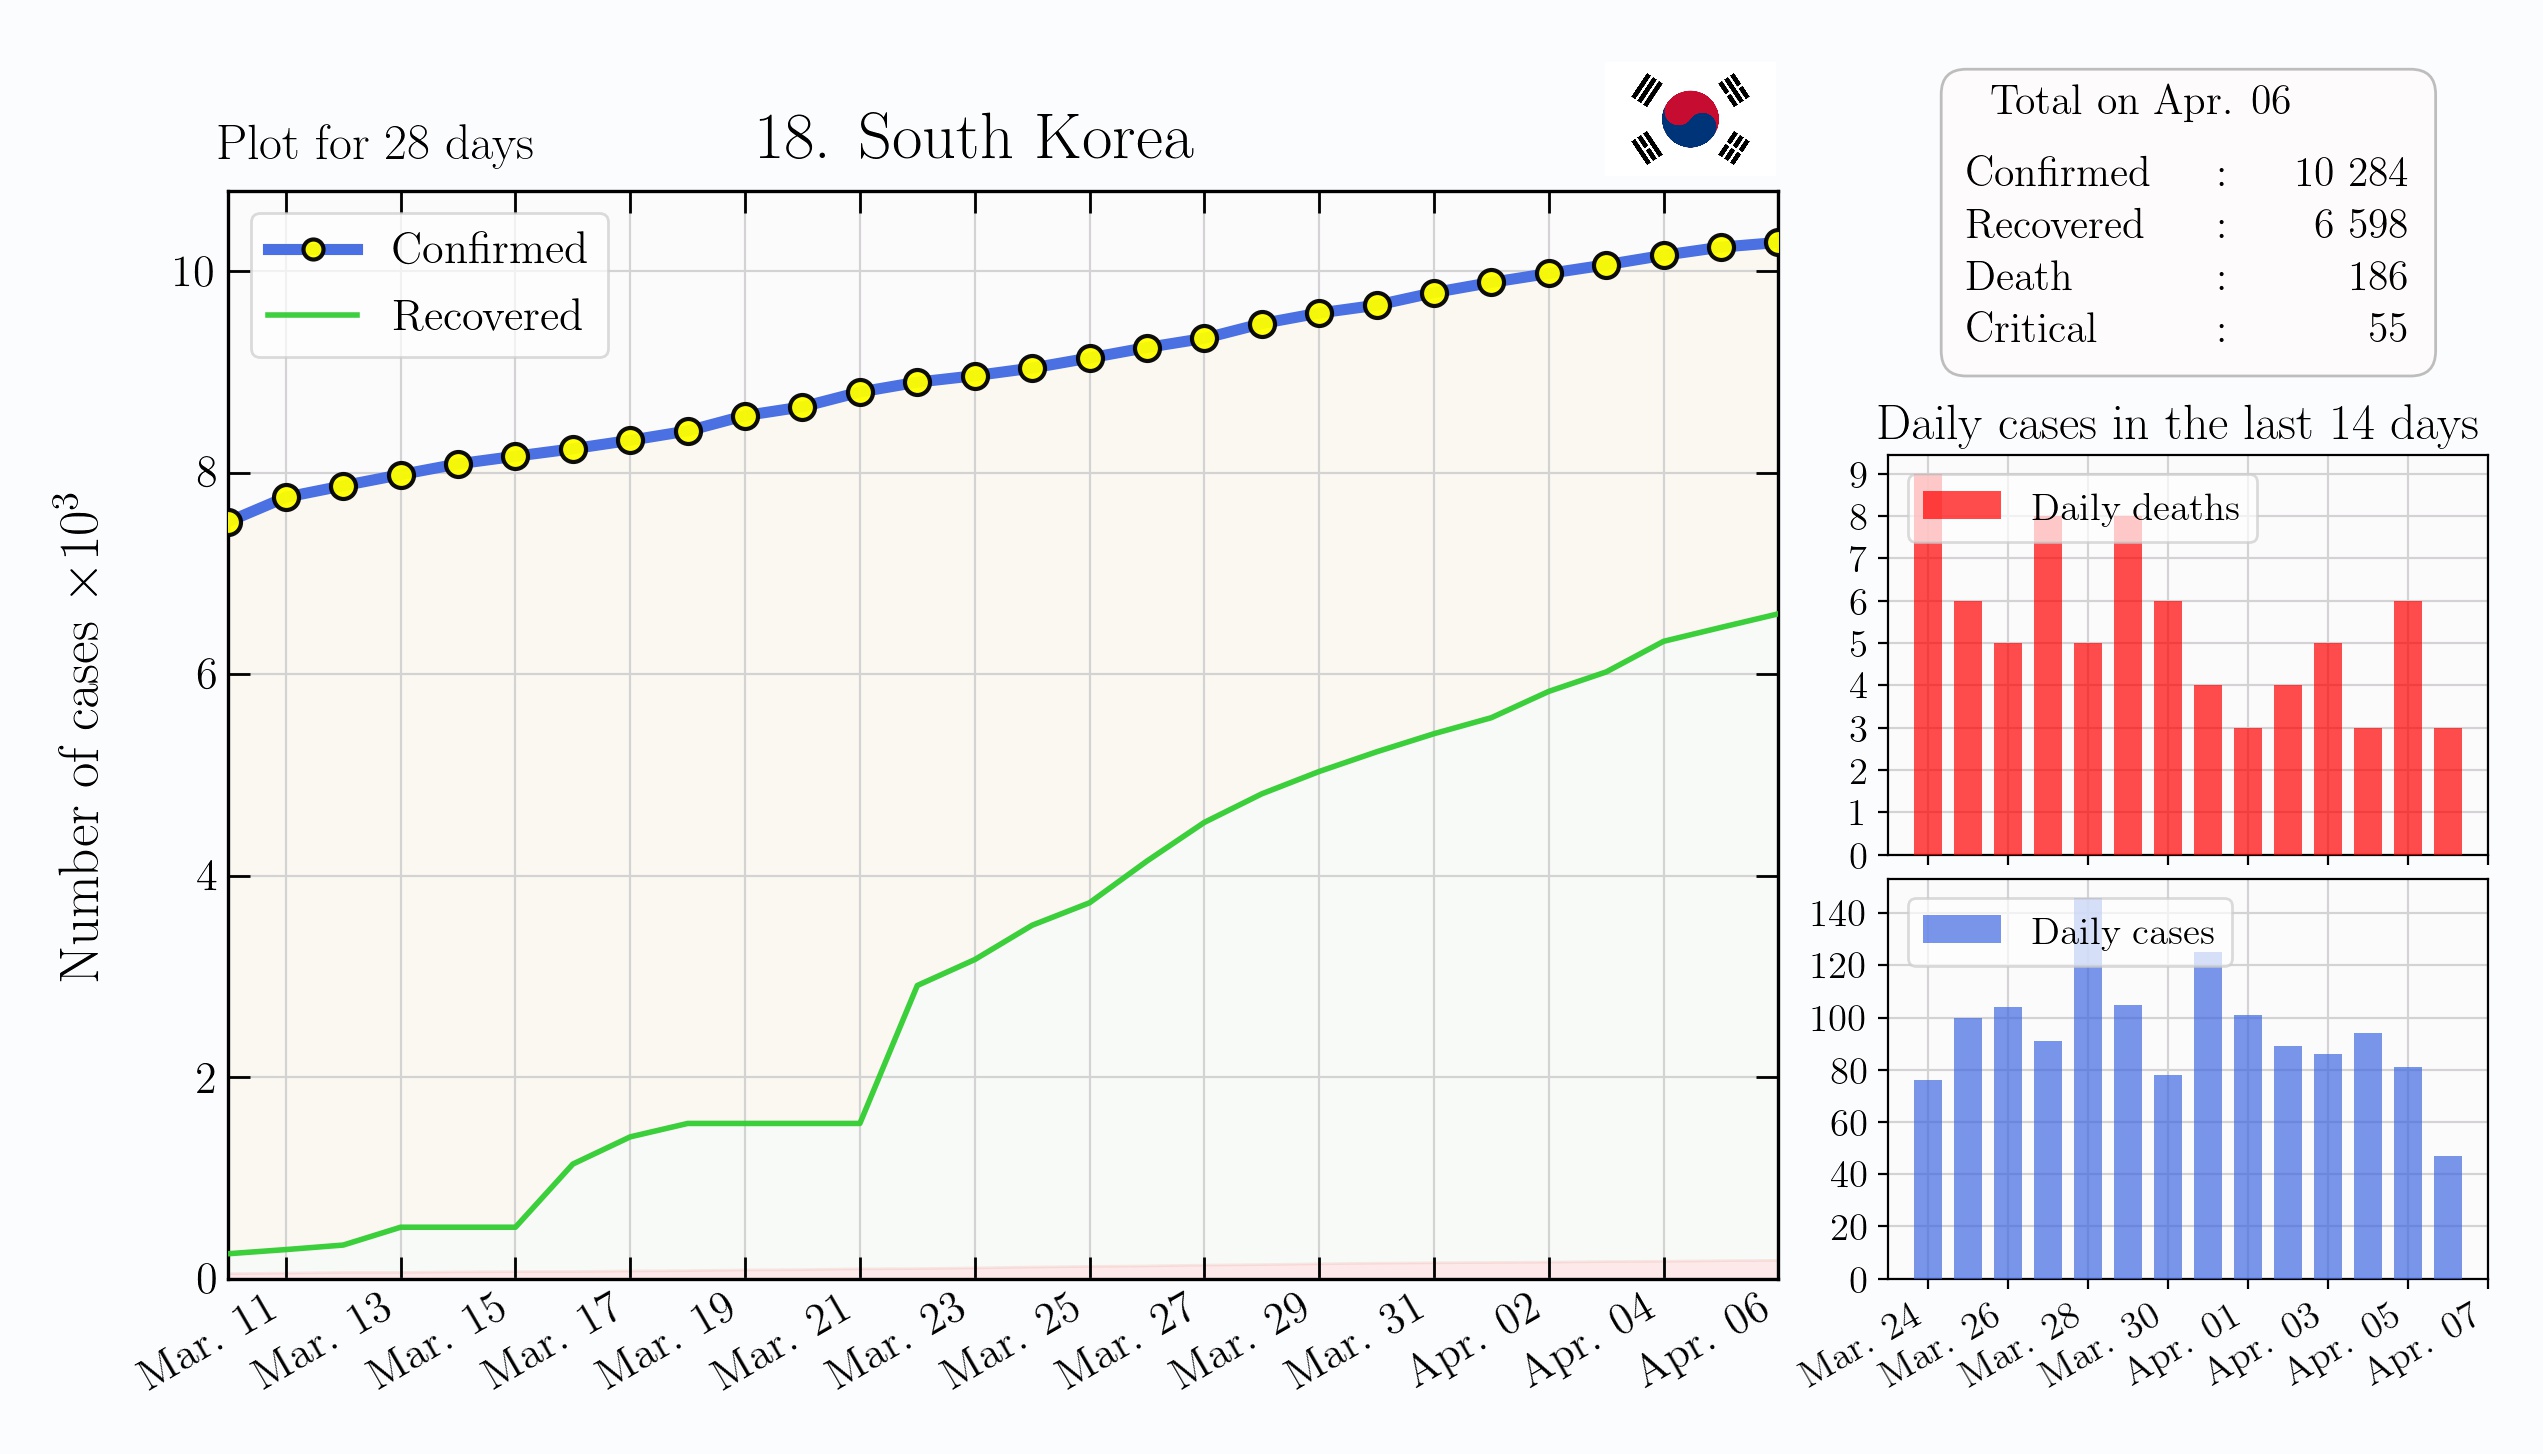 Plot for 28 days
18. South Korea
Number of cases ×10³
10
8
6
4
2
0
Confirmed
Recovered
Mar. 11
Mar. 13
Mar. 15
Mar. 17
Mar. 19
Mar. 21
Mar. 23
Mar. 25
Mar. 27
Mar. 29
Mar. 31
Apr. 02
Apr. 04
Apr. 06
Total on Apr. 06
Confirmed : 10 284
Recovered : 6 598
Death : 186
Critical : 55
Daily cases in the last 14 days
9
8
7
6
5
4
3
2
1
0
Daily deaths
140
120
100
80
60
40
20
0
Daily cases
Mar. 24
Mar. 26
Mar. 28
Mar. 30
Apr. 01
Apr. 03
Apr. 05
Apr. 07